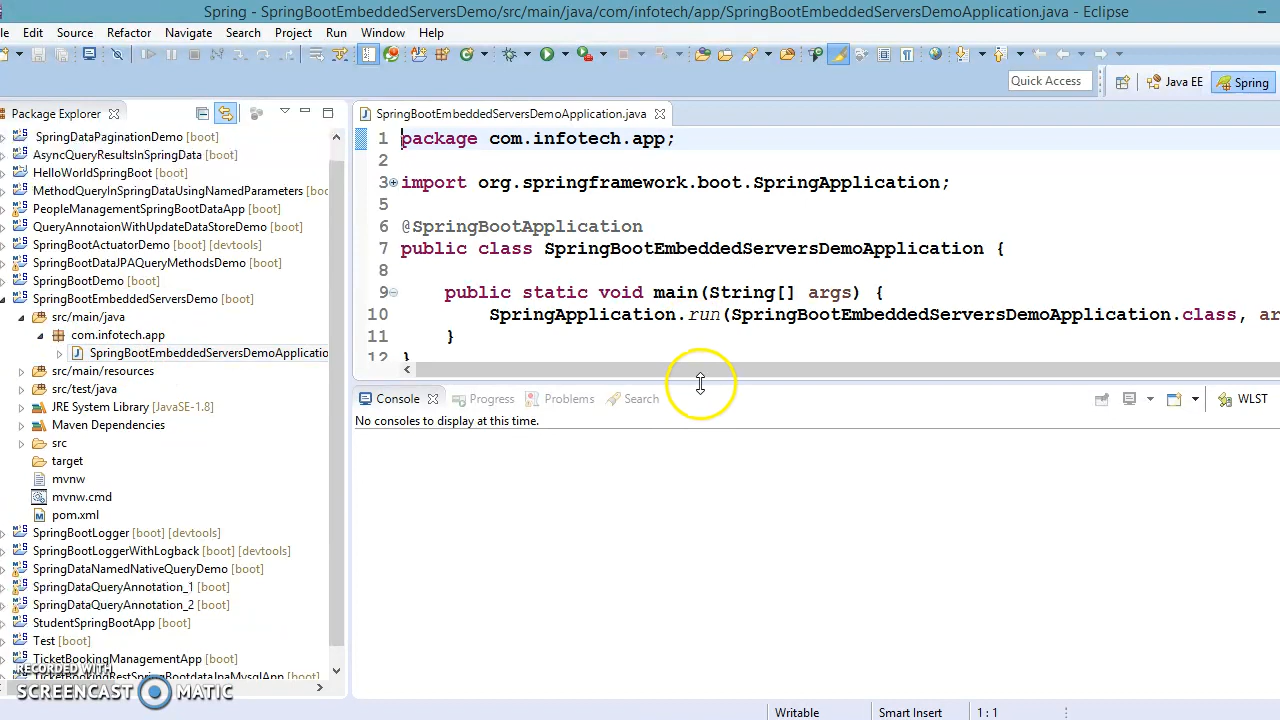 Spring - SpringBootEmbeddedServersDemo/src/main/java/com/infotech/app/SpringBootEmbeddedServersDemoApplication.java - Eclipse
le Edit Source Refactor Navigate Search Project Run Window Help
Quick Access
Java EE
Spring
Package Explorer
SpringDataPaginationDemo [boot]
AsyncQueryResultsInSpringData [boot]
HelloWorldSpringBoot [boot]
MethodQueryInSpringDataUsingNamedParameters [boo
PeopleManagementSpringBootDataApp [boot]
QueryAnnotaionWithUpdateDataStoreDemo [boot]
SpringBootActuatorDemo [boot] [devtools]
SpringBootDataJPAQueryMethodsDemo [boot]
SpringBootDemo [boot]
SpringBootEmbeddedServersDemo [boot]
src/main/java
com.infotech.app
SpringBootEmbeddedServersDemoApplicatio
src/main/resources
src/test/java
JRE System Library [JavaSE-1.8]
Maven Dependencies
src
target
mvnw
mvnw.cmd
pom.xml
SpringBootLogger [boot] [devtools]
SpringBootLoggerWithLogback [boot] [devtools]
SpringDataNamedNativeQueryDemo [boot]
SpringDataQueryAnnotation_1 [boot]
SpringDataQueryAnnotation_2 [boot]
StudentSpringBootApp [boot]
Test [boot]
TicketBookingManagementApp [boot]
TicketBookingRestSpringBootdataJpaMysqlApp [boot]
RECORDED WITH
SCREENCAST MATIC
SpringBootEmbeddedServersDemoApplication.java
1 package com.infotech.app;
2
3 import org.springframework.boot.SpringApplication;
5
6 @SpringBootApplication
7 public class SpringBootEmbeddedServersDemoApplication {
8
9 public static void main(String[] args) {
10 SpringApplication.run(SpringBootEmbeddedServersDemoApplication.class, ar
11 }
12 }
Console
Progress
Problems
Search
WLST
No consoles to display at this time.
Writable
Smart Insert
1 : 1